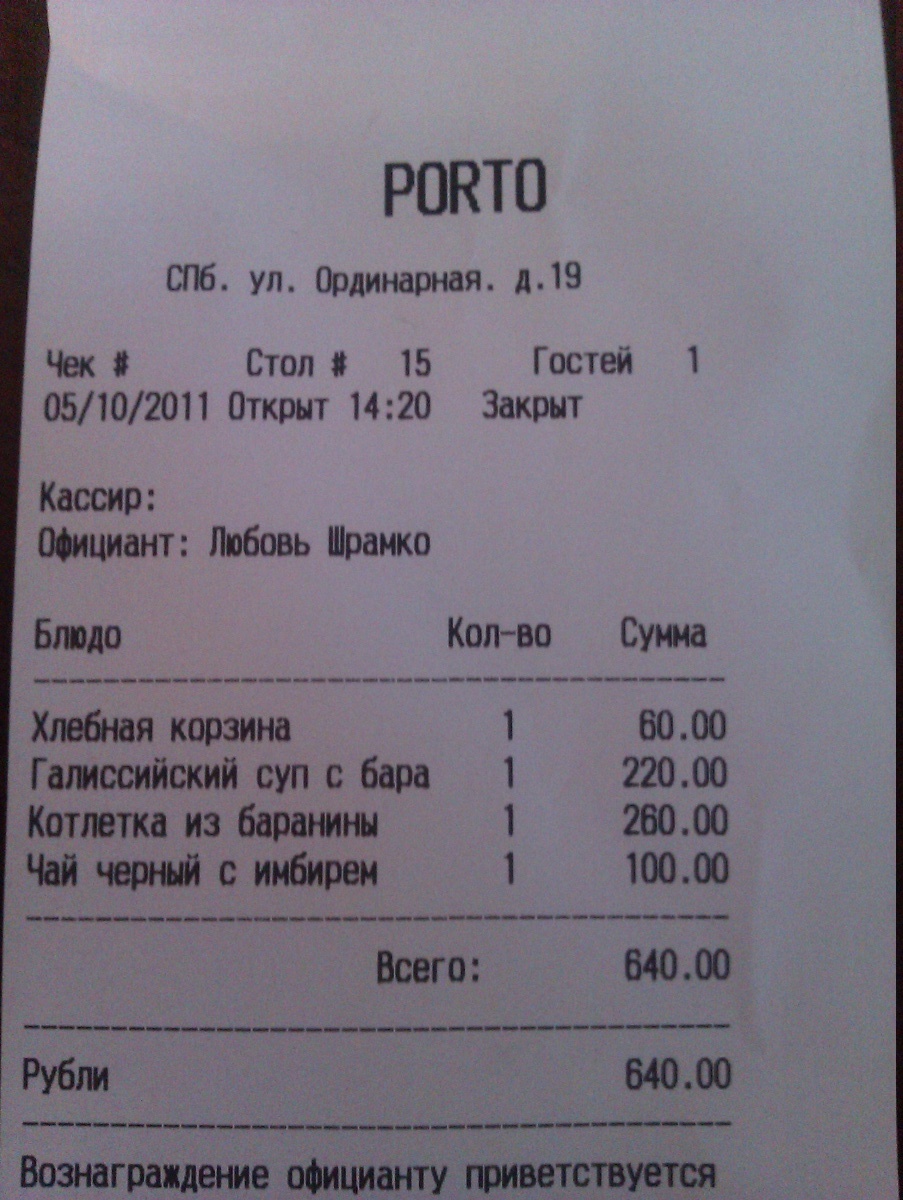 PORTO
СПб. ул. Ординарная. д.19
Чек # Стол # 15 Гостей 1
05/10/2011 Открыт 14:20 Закрыт
Кассир:
Официант: Любовь Шрамко
Блюдо Кол-во Сумма
Хлебная корзина 1 60.00
Галиссийский суп с бара 1 220.00
Котлетка из баранины 1 260.00
Чай черный с имбирем 1 100.00
Всего: 640.00
Рубли 640.00
Вознаграждение официанту приветствуется